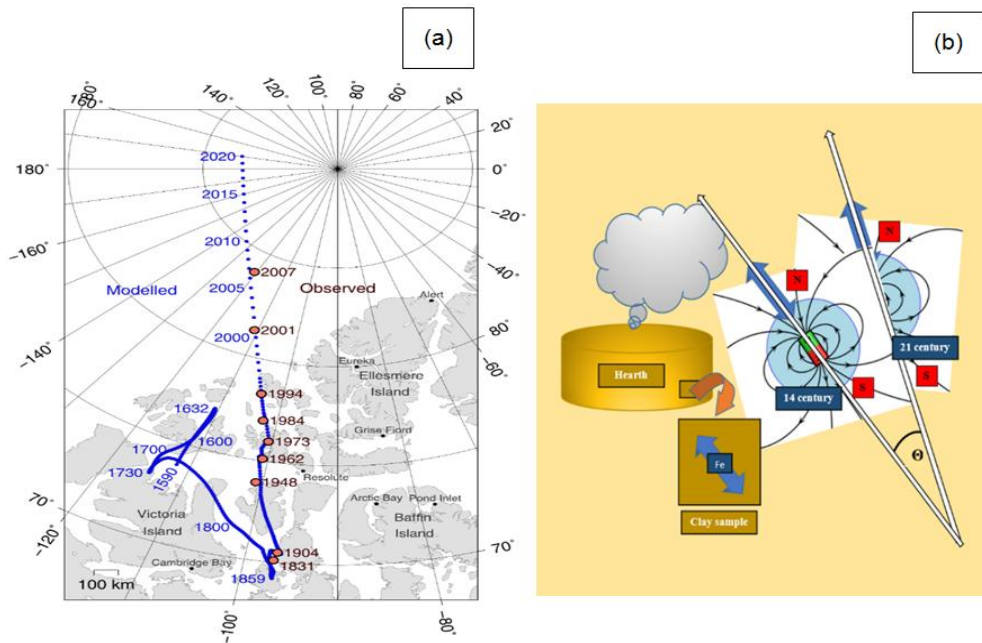 (a)
(b)
160°
180°
-160°
-140°
-120°
-100°
-80°
-60°
-40°
-20°
0°
20°
40°
60°
80°
100°
120°
140°
160°
80°
70°
70°
80°
2020
2015
2010
2007
2005
Modelled
Observed
2001
2000
1994
1984
1973
1962
1948
1904
1831
1859
1800
1730
1700
1632
1600
1590
Alert
Eureka
Ellesmere
Island
Grise Fiord
Resolute
Arctic Bay
Pond Inlet
Baffin
Island
Victoria
Island
Cambridge Bay
100 km
N
N
21 century
Hearth
S
S
14 century
Fe
Θ
Clay sample